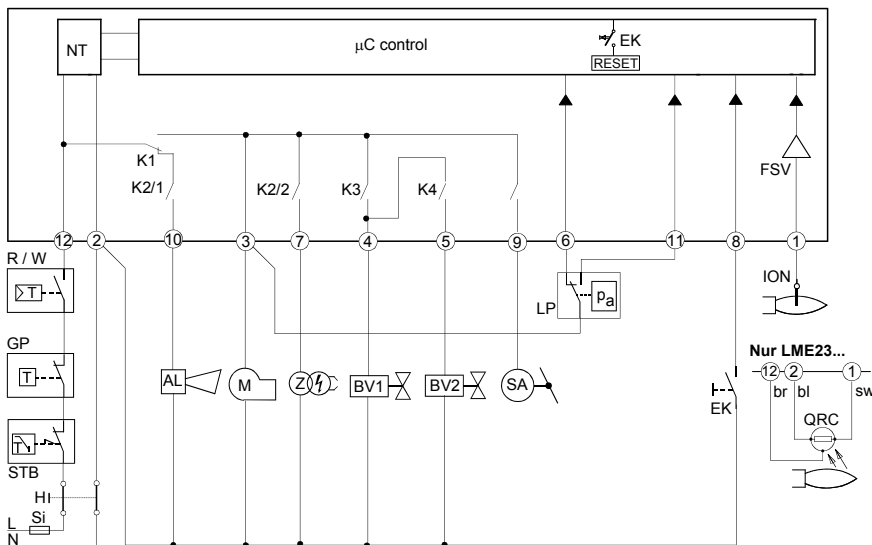 NT
µC control
EK
RESET
FSV
K1
K2/1
K2/2
K3
K4
12 2 10 3 7 4 5 9 6 11 8 1
R / W
T
LP
pa
ION
GP
T
AL
M
Z
BV1
BV2
SA
EK
Nur LME23...
12 2 1
br bl sw
QRC
T
STB
H
L
Si
N